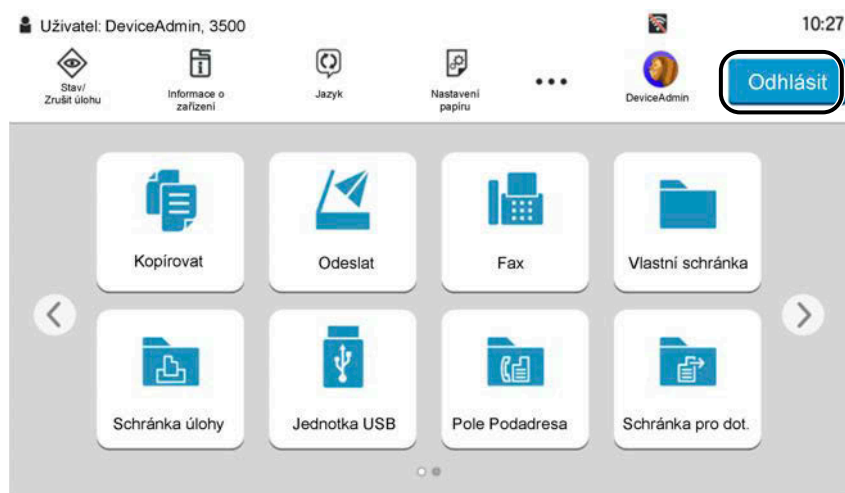 Uživatel: DeviceAdmin, 3500
10:27
Stav/
Zrušit úlohu
Informace o
zařízení
Jazyk
Nastavení
papíru
DeviceAdmin
Odhlásit
Kopírovat
Odeslat
Fax
Vlastní schránka
Schránka úlohy
Jednotka USB
Pole Podadresa
Schránka pro dot.